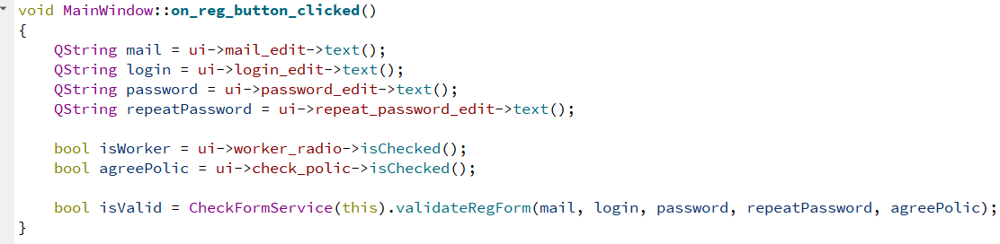 void MainWindow::on_reg_button_clicked()
{
    QString mail = ui->mail_edit->text();
    QString login = ui->login_edit->text();
    QString password = ui->password_edit->text();
    QString repeatPassword = ui->repeat_password_edit->text();

    bool isWorker = ui->worker_radio->isChecked();
    bool agreePolic = ui->check_polic->isChecked();

    bool isValid = CheckFormService(this).validateRegForm(mail, login, password, repeatPassword, agreePolic);
}